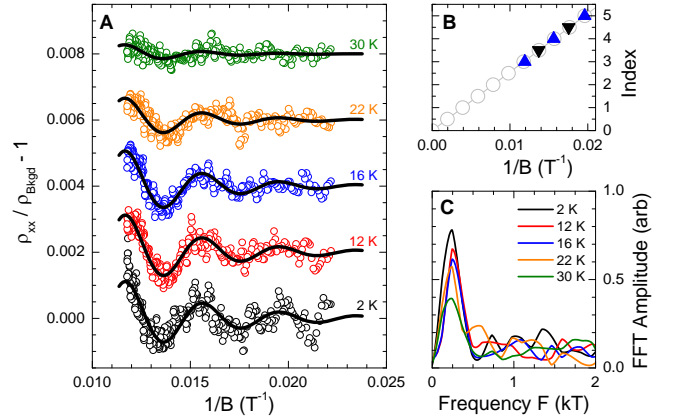 A
30 K
22 K
16 K
12 K
2 K
0.008
0.006
0.004
0.002
0.000
ρxx / ρBkgd - 1
0.010 0.015 0.020 0.025
1/B (T-1)
B
5
4
3
2
1
0
Index
0.00 0.01 0.02
1/B (T-1)
C
2 K
12 K
16 K
22 K
30 K
1.0
0.5
0.0
FFT Amplitude (arb)
0 1 2
Frequency F (kT)